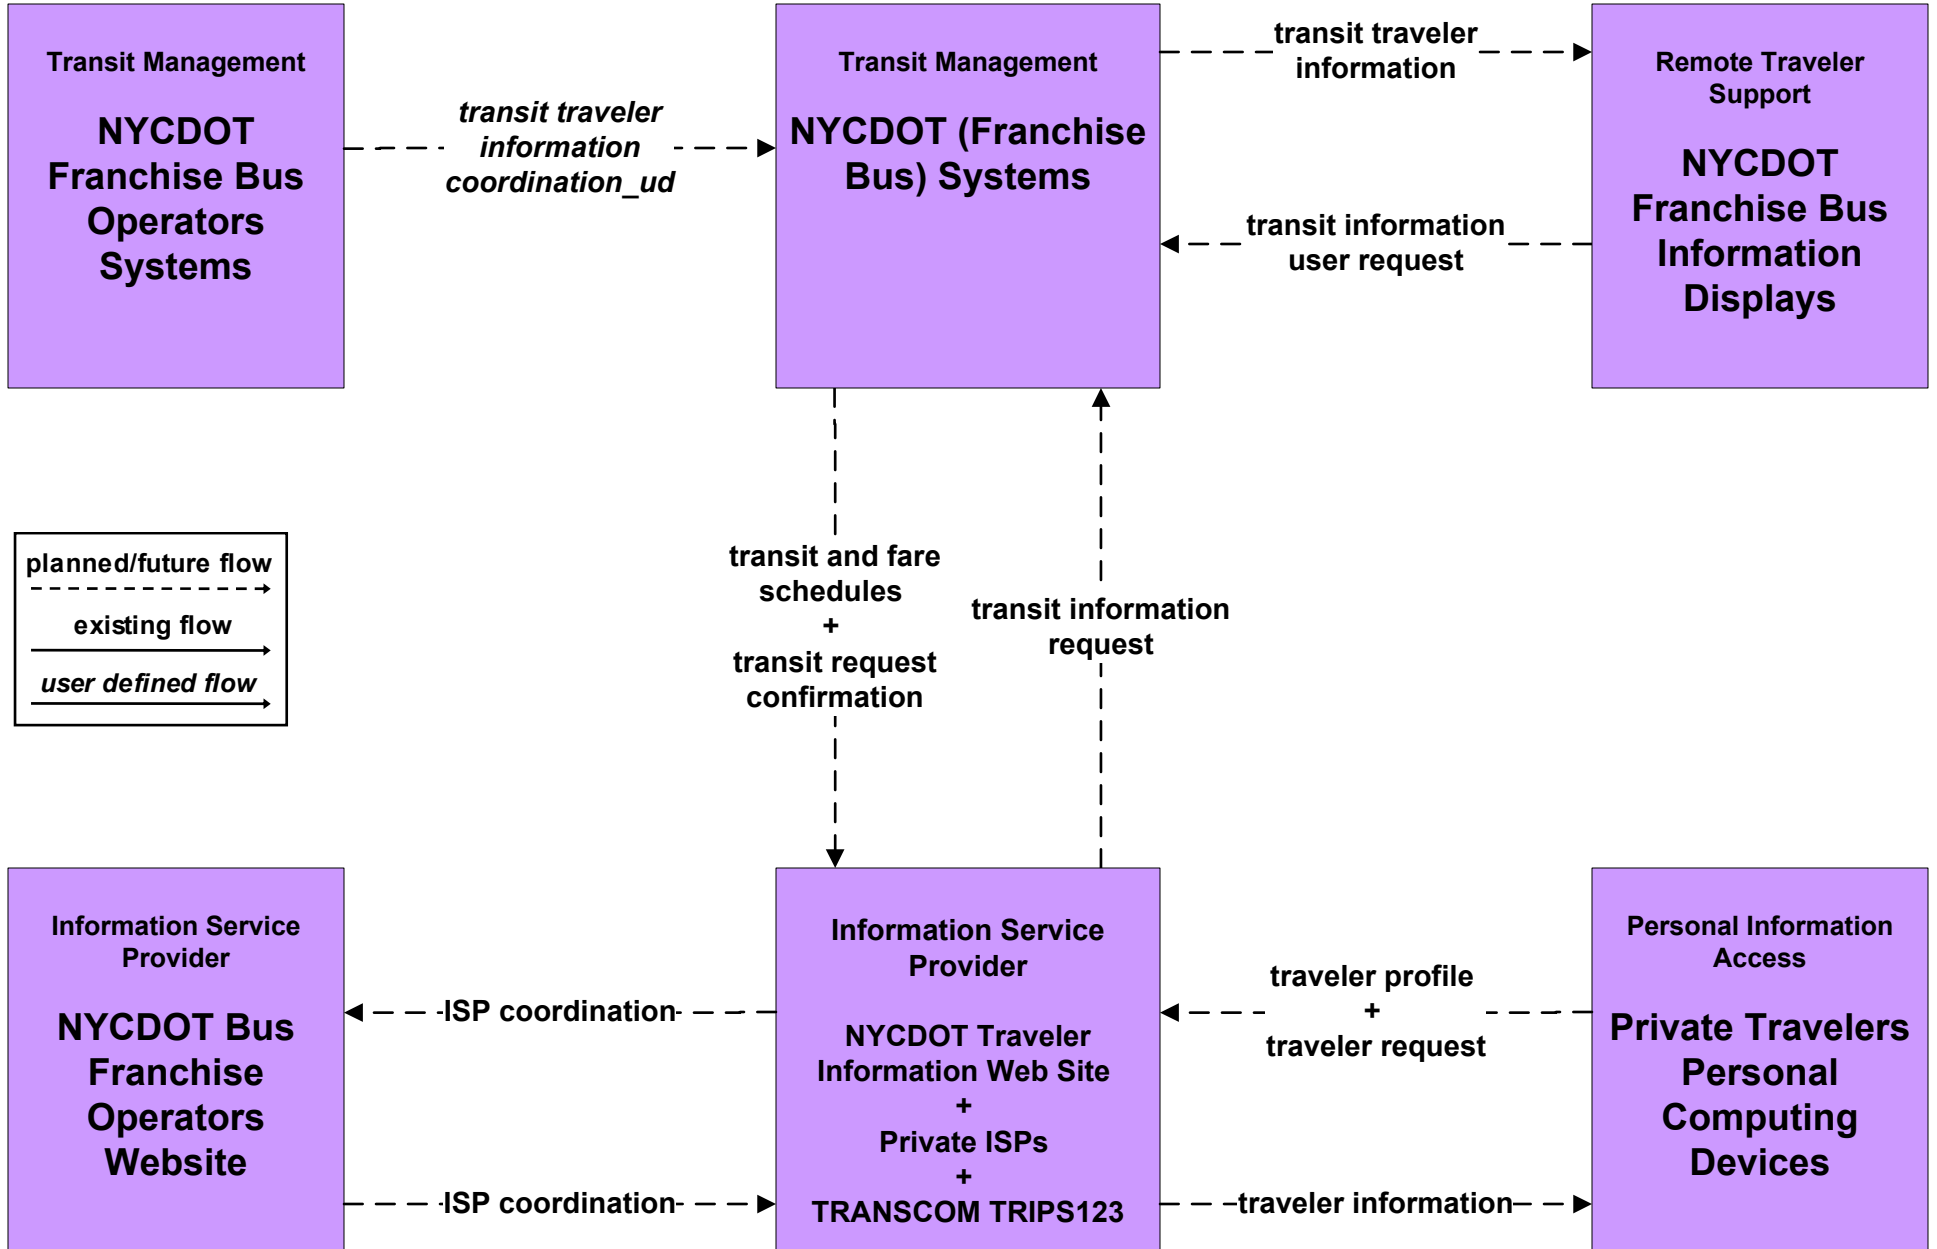 Transit Management
NYCDOT
Franchise Bus
Operators
Systems
transit traveler
information
coordination_ud
Transit Management
NYCDOT (Franchise
Bus) Systems
transit traveler
information
transit information
user request
Remote Traveler
Support
NYCDOT
Franchise Bus
Information
Displays
planned/future flow
existing flow
user defined flow
transit and fare
schedules
+
transit request
confirmation
transit information
request
Information Service
Provider
NYCDOT Bus
Franchise
Operators
Website
ISP coordination
ISP coordination
Information Service
Provider
NYCDOT Traveler
Information Web Site
+
Private ISPs
+
TRANSCOM TRIPS123
traveler profile
+
traveler request
traveler information
Personal Information
Access
Private Travelers
Personal
Computing
Devices